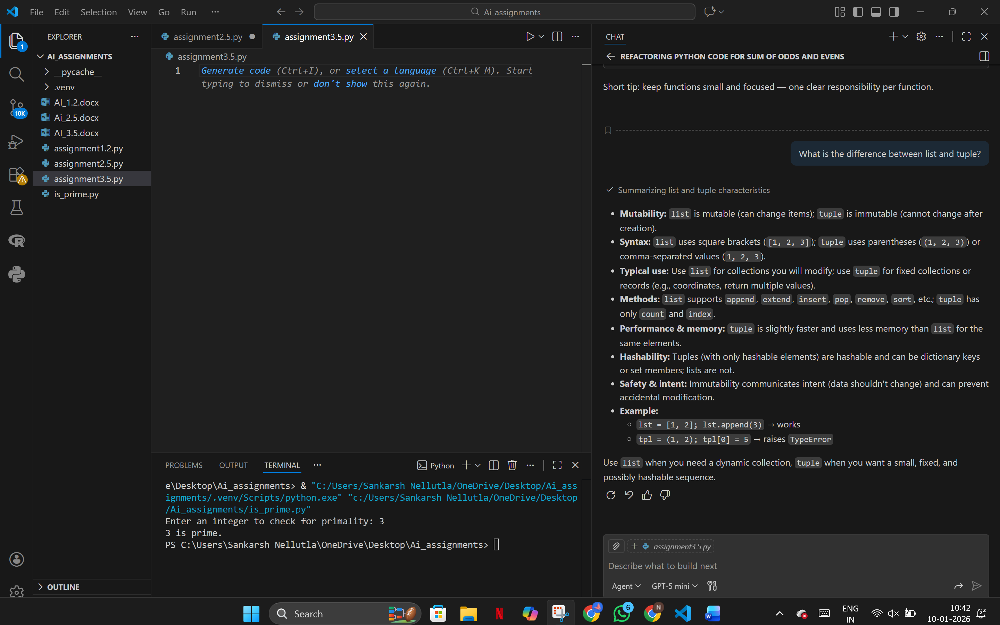 File Edit Selection View Go Run ···
Ai_assignments
EXPLORER ···
1
AI_ASSIGNMENTS
__pycache__
.venv
AI_1.2.docx
Ai_2.5.docx
AI_3.5.docx
assignment1.2.py
assignment2.5.py
assignment3.5.py
is_prime.py
10K
OUTLINE
assignment2.5.py
assignment3.5.py
assignment3.5.py
1 Generate code (Ctrl+I), or select a language (Ctrl+K M). Start
typing to dismiss or don't show this again.
PROBLEMS OUTPUT TERMINAL ··· Python
e\Desktop\Ai_assignments> & "C:/Users/Sankarsh Nellutla/OneDrive/Desktop/Ai_ass
ignments/.venv/Scripts/python.exe" "c:/Users/Sankarsh Nellutla/OneDrive/Desktop
/Ai_assignments/is_prime.py"
Enter an integer to check for primality: 3
3 is prime.
PS C:\Users\Sankarsh Nellutla\OneDrive\Desktop\Ai_assignments>
CHAT
REFACTORING PYTHON CODE FOR SUM OF ODDS AND EVENS
Short tip: keep functions small and focused — one clear responsibility per function.
What is the difference between list and tuple?
Summarizing list and tuple characteristics
• Mutability: list is mutable (can change items); tuple is immutable (cannot change after
creation).
• Syntax: list uses square brackets ([1, 2, 3]); tuple uses parentheses ((1, 2, 3)) or
comma-separated values (1, 2, 3).
• Typical use: Use list for collections you will modify; use tuple for fixed collections or
records (e.g., coordinates, return multiple values).
• Methods: list supports append, extend, insert, pop, remove, sort, etc.; tuple has
only count and index.
• Performance & memory: tuple is slightly faster and uses less memory than list for the
same elements.
• Hashability: Tuples (with only hashable elements) are hashable and can be dictionary keys
or set members; lists are not.
• Safety & intent: Immutability communicates intent (data shouldn't change) and can prevent
accidental modification.
• Example:
◦ lst = [1, 2]; lst.append(3) → works
◦ tpl = (1, 2); tpl[0] = 5 → raises TypeError
Use list when you need a dynamic collection, tuple when you want a small, fixed, and
possibly hashable sequence.
assignment3.5.py
Describe what to build next
Agent GPT-5 mini
Search
N
6
N
W
ENG
IN
10:42
10-01-2026